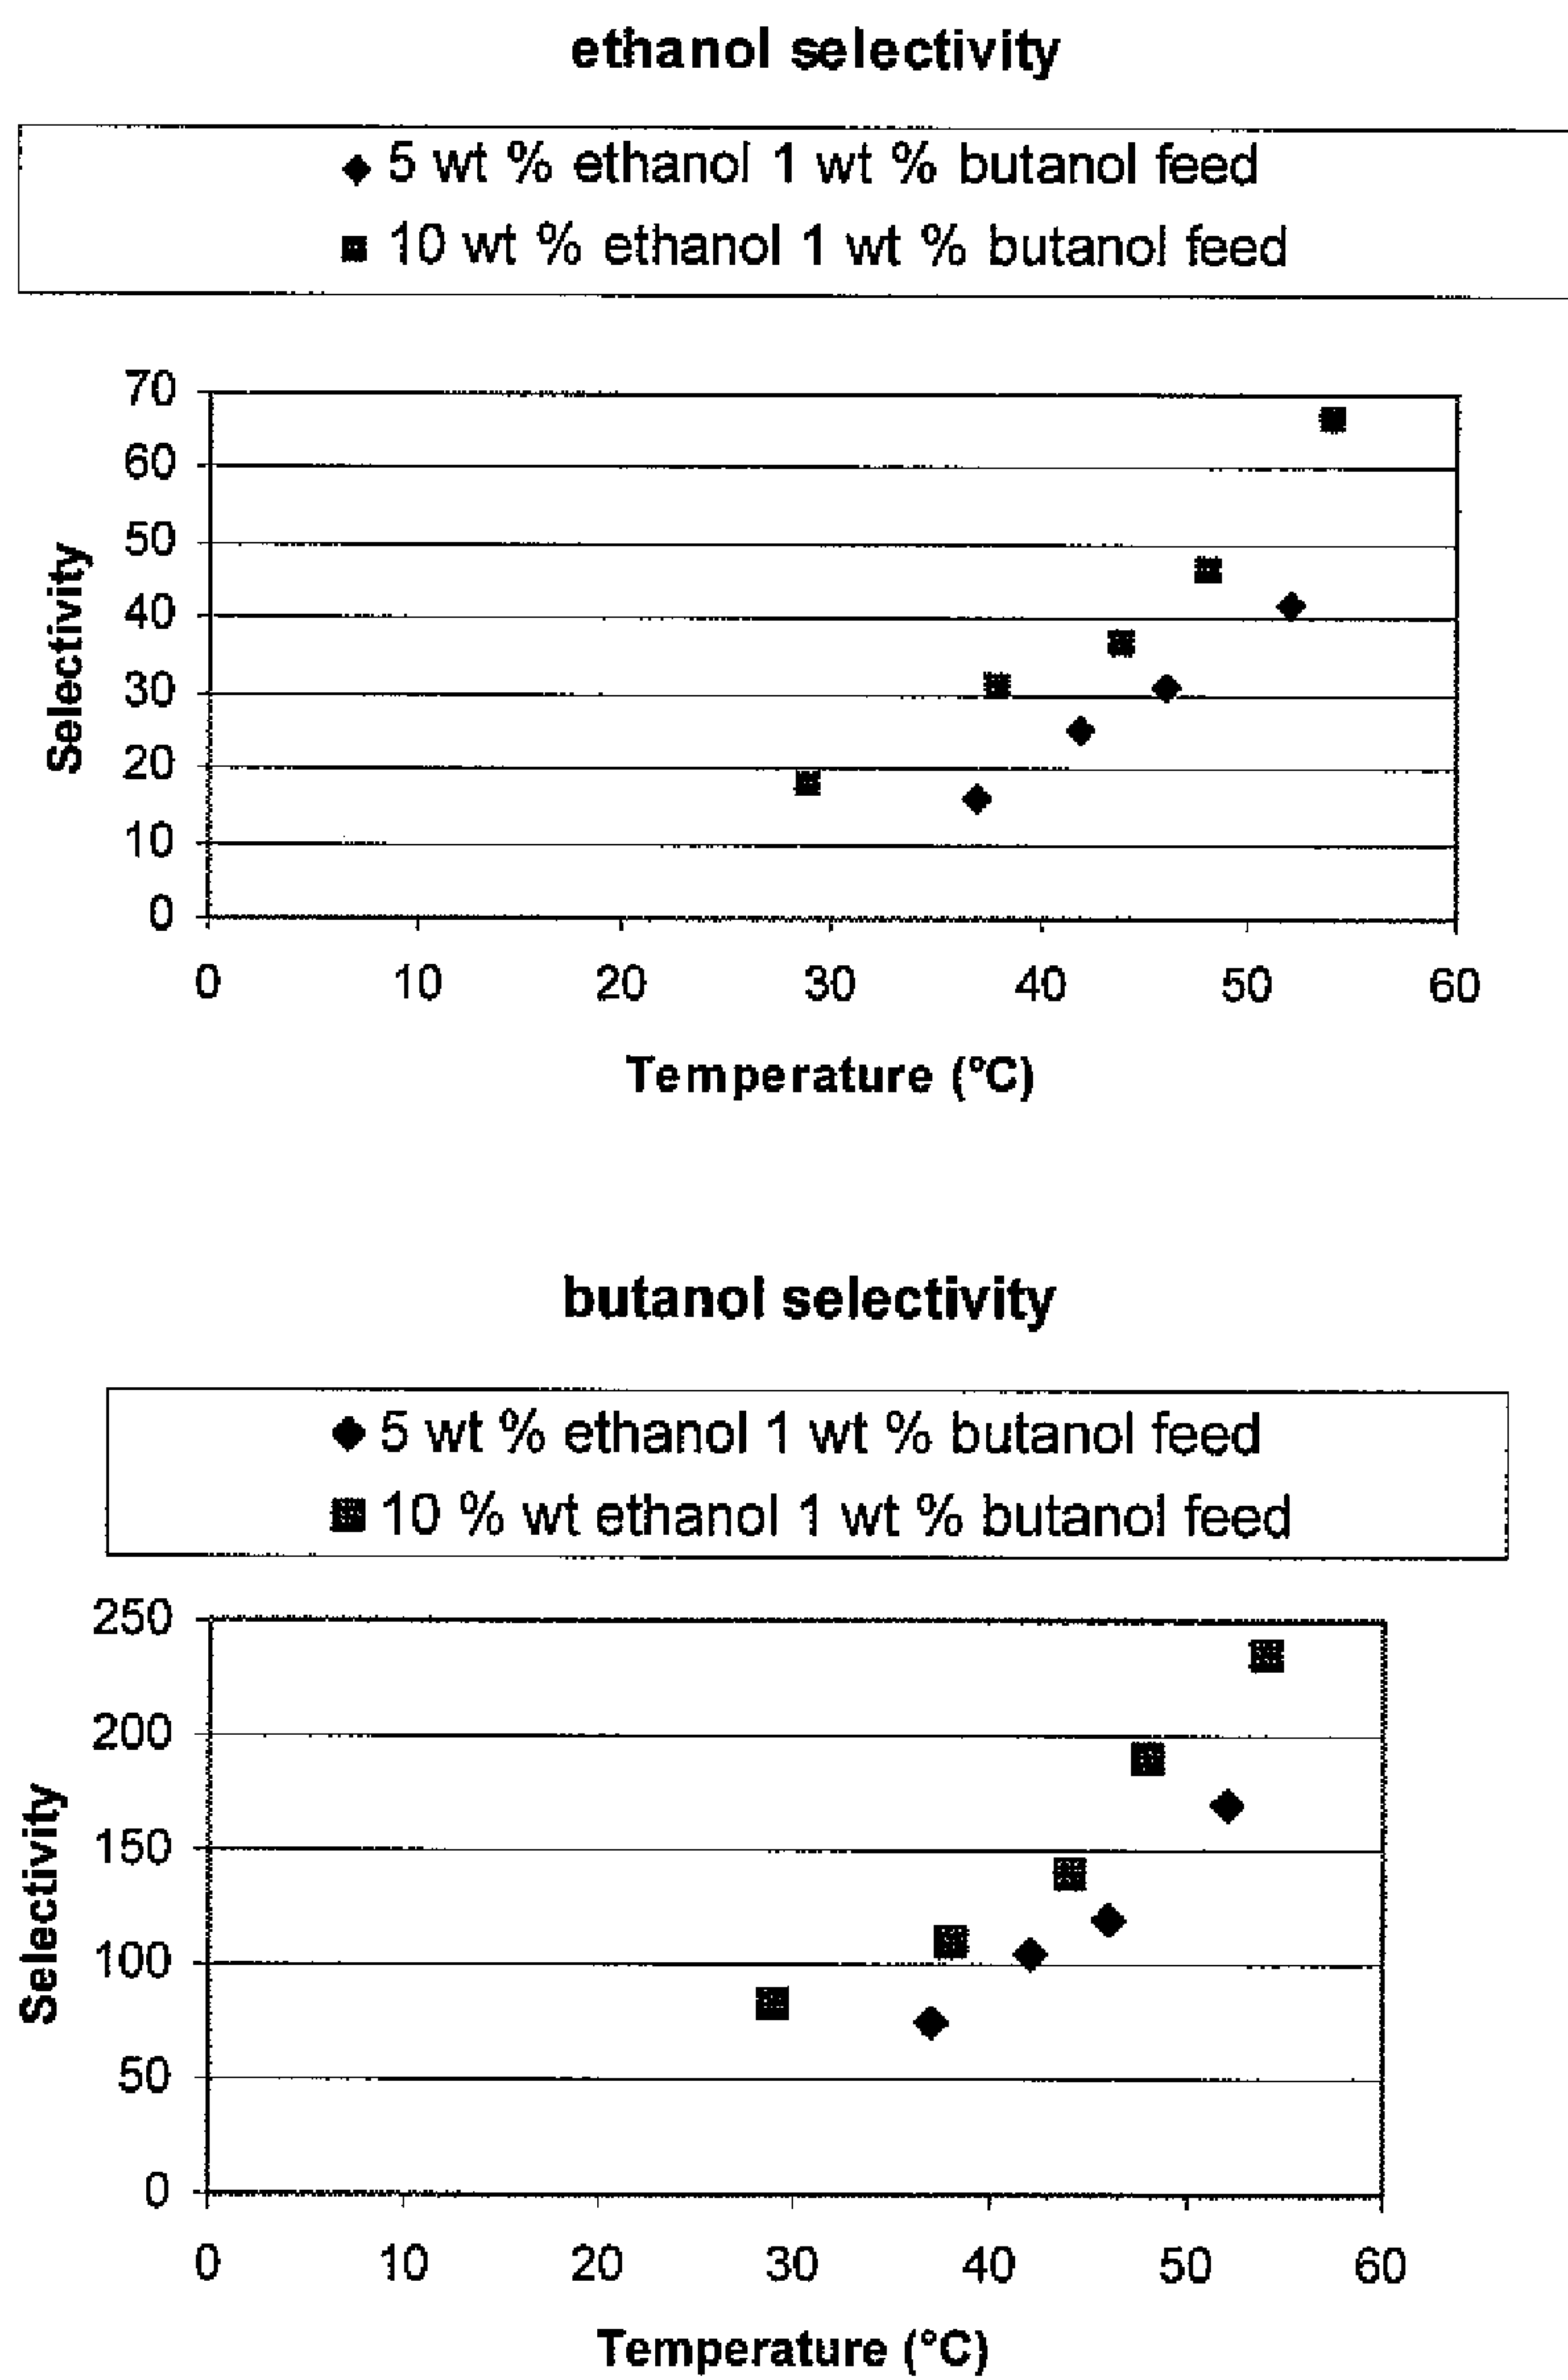 ethanol selectivity
5 wt % ethanol 1 wt % butanol feed
10 wt % ethanol 1 wt % butanol feed
70
60
50
40
30
20
10
0
Selectivity
0 10 20 30 40 50 60
Temperature (°C)
butanol selectivity
5 wt % ethanol 1 wt % butanol feed
10 % wt ethanol 1 wt % butanol feed
250
200
150
100
50
0
Selectivity
0 10 20 30 40 50 60
Temperature (°C)